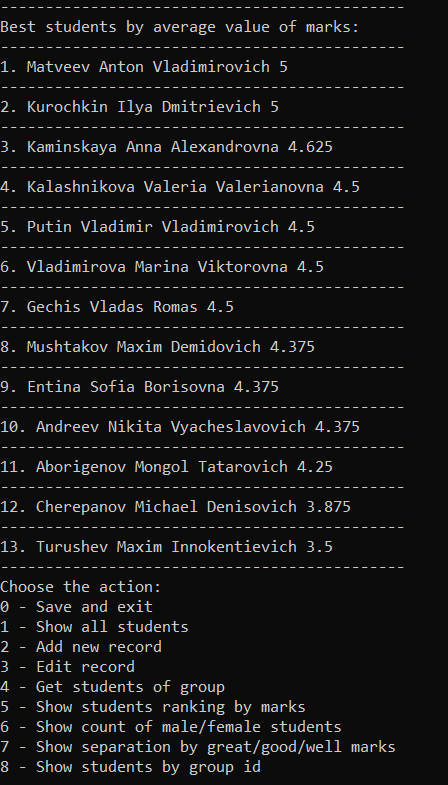 ---------------------------------------------
Best students by average value of marks:
---------------------------------------------
1. Matveev Anton Vladimirovich 5
---------------------------------------------
2. Kurochkin Ilya Dmitrievich 5
---------------------------------------------
3. Kaminskaya Anna Alexandrovna 4.625
---------------------------------------------
4. Kalashnikova Valeria Valerianovna 4.5
---------------------------------------------
5. Putin Vladimir Vladimirovich 4.5
---------------------------------------------
6. Vladimirova Marina Viktorovna 4.5
---------------------------------------------
7. Gechis Vladas Romas 4.5
---------------------------------------------
8. Mushtakov Maxim Demidovich 4.375
---------------------------------------------
9. Entina Sofia Borisovna 4.375
---------------------------------------------
10. Andreev Nikita Vyacheslavovich 4.375
---------------------------------------------
11. Aborigenov Mongol Tatarovich 4.25
---------------------------------------------
12. Cherepanov Michael Denisovich 3.875
---------------------------------------------
13. Turushev Maxim Innokentievich 3.5
---------------------------------------------
Choose the action:
0 - Save and exit
1 - Show all students
2 - Add new record
3 - Edit record
4 - Get students of group
5 - Show students ranking by marks
6 - Show count of male/female students
7 - Show separation by great/good/well marks
8 - Show students by group id